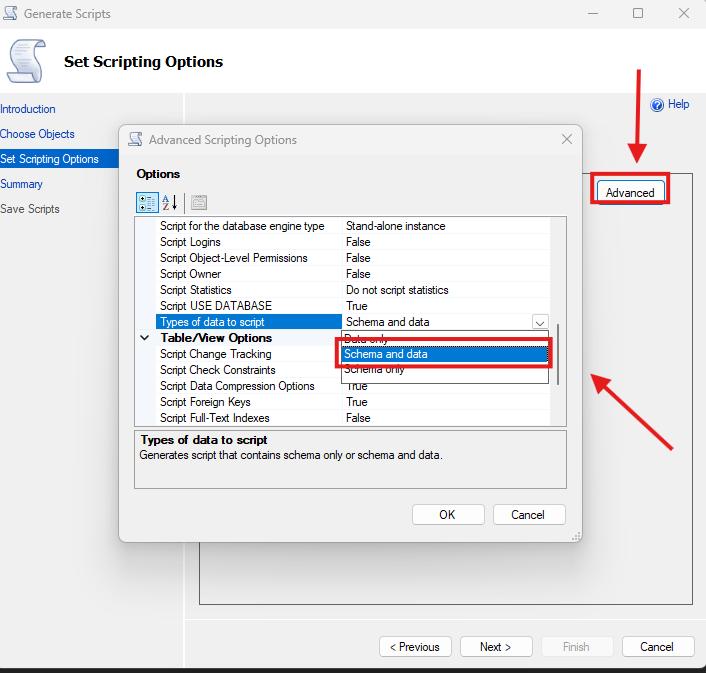 Generate Scripts
Set Scripting Options
Help
Introduction
Choose Objects
Set Scripting Options
Summary
Save Scripts
Advanced
Advanced Scripting Options
Options
Script for the database engine type Stand-alone instance
Script Logins False
Script Object-Level Permissions False
Script Owner False
Script Statistics Do not script statistics
Script USE DATABASE True
Types of data to script Schema and data
Data only
Table/View Options
Script Change Tracking Schema and data
Script Check Constraints Schema only
Script Data Compression Options True
Script Foreign Keys True
Script Full-Text Indexes False
Types of data to script
Generates script that contains schema only or schema and data.
OK Cancel
< Previous Next > Finish Cancel